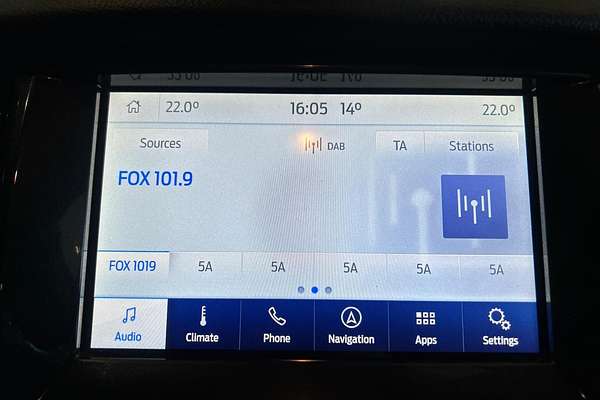 22.0° 16:05 14° 22.0°
Sources DAB TA Stations
FOX 101.9
FOX 1019 5A 5A 5A 5A 5A
Audio Climate Phone Navigation Apps Settings